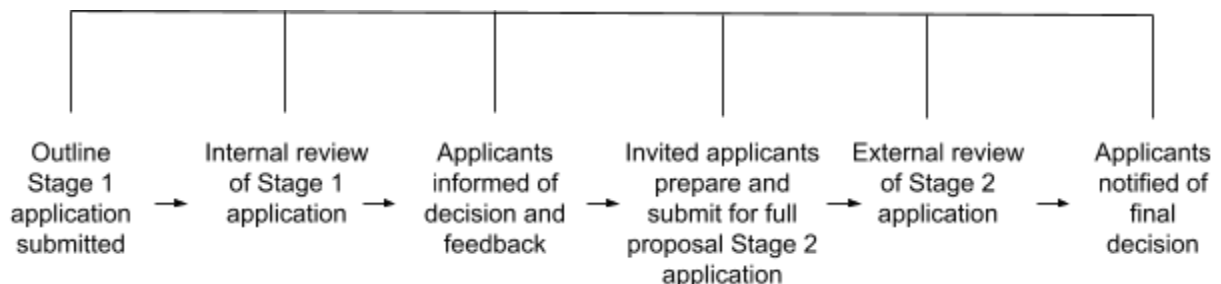 Outline
Stage 1
application
submitted
Internal review
of Stage 1
application
Applicants
informed of
decision and
feedback
Invited applicants
prepare and
submit for full
proposal Stage 2
application
External review
of Stage 2
application
Applicants
notified of
final
decision